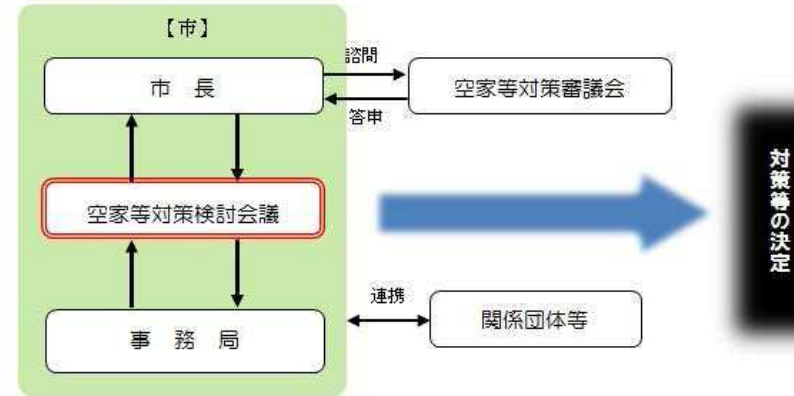 【市】
市 長
諮問
答申
空家等対策審議会
空家等対策検討会議
事 務 局
連携
関係団体等
対策等の決定